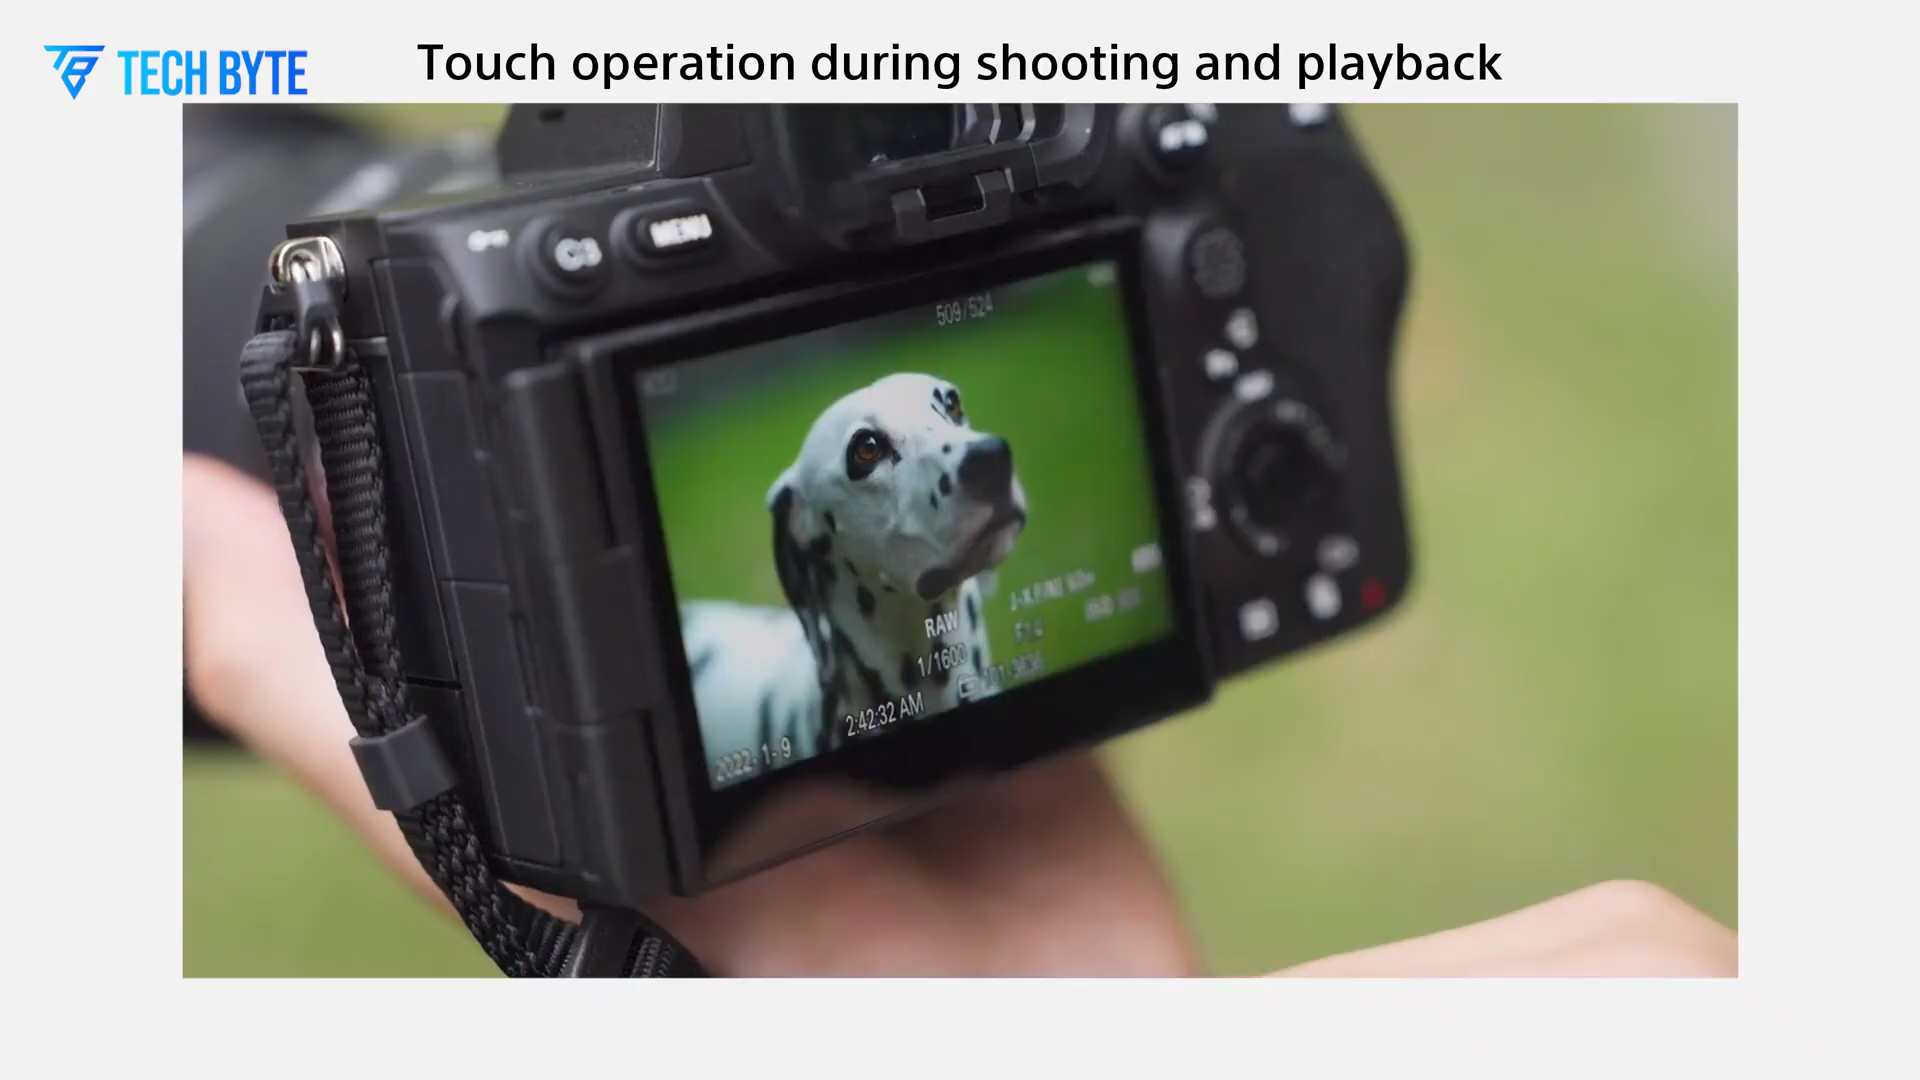 TECH BYTE
Touch operation during shooting and playback
C3
MENU
509/524
RAW
1/1600
2:42:32 AM
2022- 1- 9